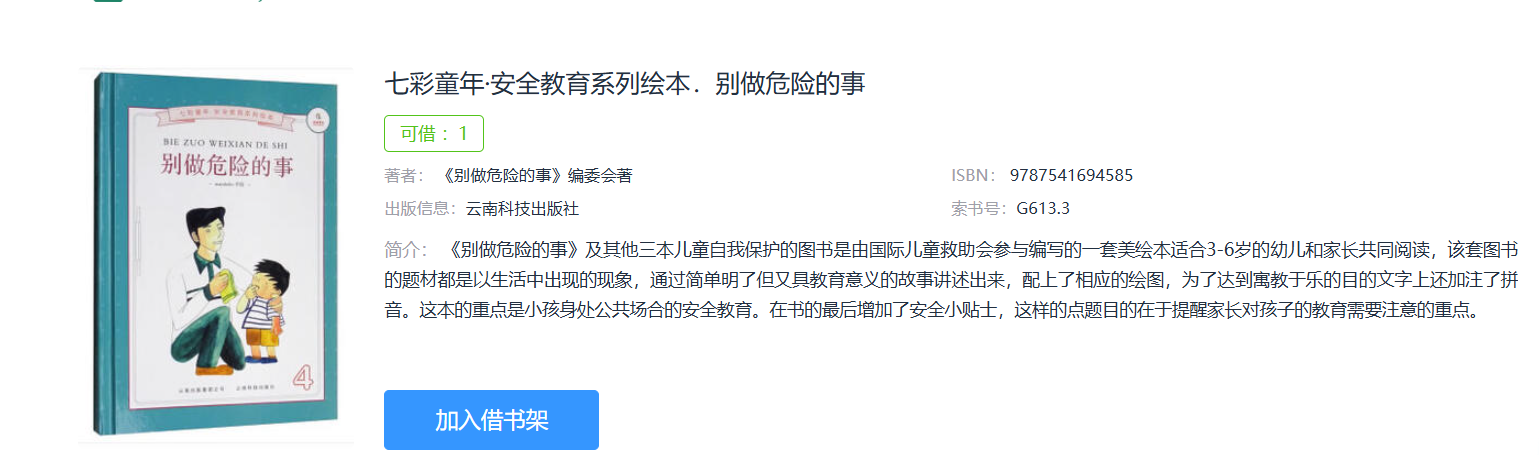 七彩童年·安全教育系列绘本
BIE ZUO WEIXIAN DE SHI
别做危险的事
4
七彩童年·安全教育系列绘本．别做危险的事
可借：1
著者： 《别做危险的事》编委会著
ISBN： 9787541694585
出版信息：云南科技出版社
索书号：G613.3
简介： 《别做危险的事》及其他三本儿童自我保护的图书是由国际儿童救助会参与编写的一套美绘本适合3-6岁的幼儿和家长共同阅读，该套图书
的题材都是以生活中出现的现象，通过简单明了但又具教育意义的故事讲述出来，配上了相应的绘图，为了达到寓教于乐的目的文字上还加注了拼
音。这本的重点是小孩身处公共场合的安全教育。在书的最后增加了安全小贴士，这样的点题目的在于提醒家长对孩子的教育需要注意的重点。
加入借书架